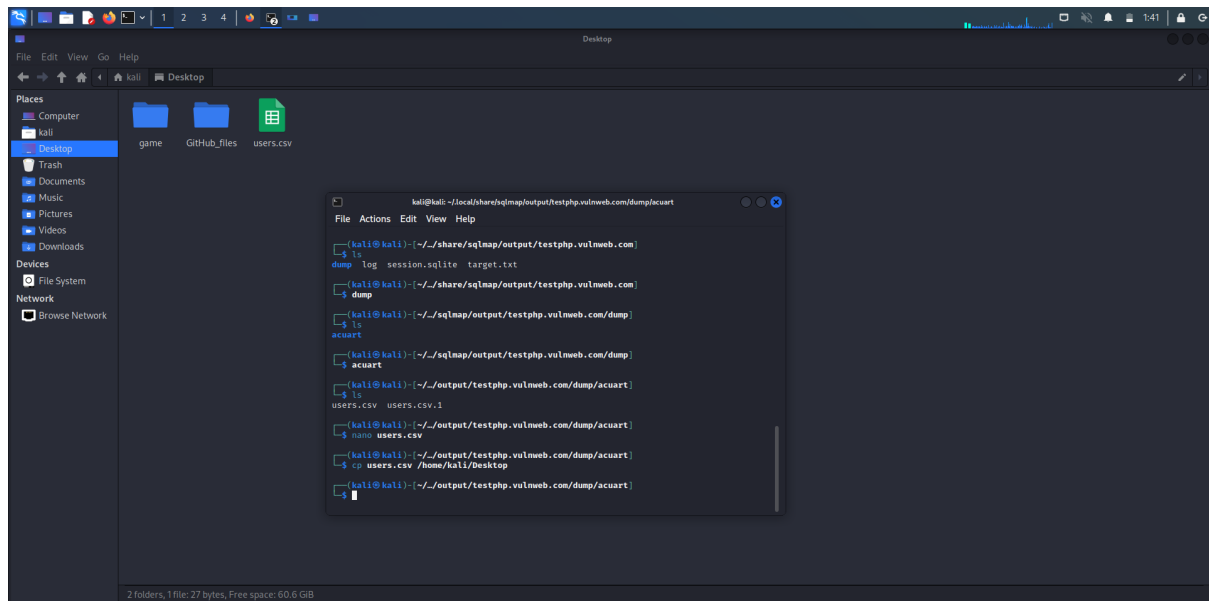 1 2 3 4 1:41
Desktop
File Edit View Go Help
kali Desktop
Places
Computer
kali
Desktop
Trash
Documents
Music
Pictures
Videos
Downloads
Devices
File System
Network
Browse Network
game GitHub_files users.csv
kali@kali: ~/.local/share/sqlmap/output/testphp.vulnweb.com/dump/acuart
File Actions Edit View Help
┌──(kali㉿kali)-[~/…/share/sqlmap/output/testphp.vulnweb.com]
└─$ ls
dump log session.sqlite target.txt
┌──(kali㉿kali)-[~/…/share/sqlmap/output/testphp.vulnweb.com]
└─$ dump
┌──(kali㉿kali)-[~/…/sqlmap/output/testphp.vulnweb.com/dump]
└─$ ls
acuart
┌──(kali㉿kali)-[~/…/sqlmap/output/testphp.vulnweb.com/dump]
└─$ acuart
┌──(kali㉿kali)-[~/…/output/testphp.vulnweb.com/dump/acuart]
└─$ ls
users.csv users.csv.1
┌──(kali㉿kali)-[~/…/output/testphp.vulnweb.com/dump/acuart]
└─$ nano users.csv
┌──(kali㉿kali)-[~/…/output/testphp.vulnweb.com/dump/acuart]
└─$ cp users.csv /home/kali/Desktop
┌──(kali㉿kali)-[~/…/output/testphp.vulnweb.com/dump/acuart]
└─$
2 folders, 1 file: 27 bytes, Free space: 60.6 GiB